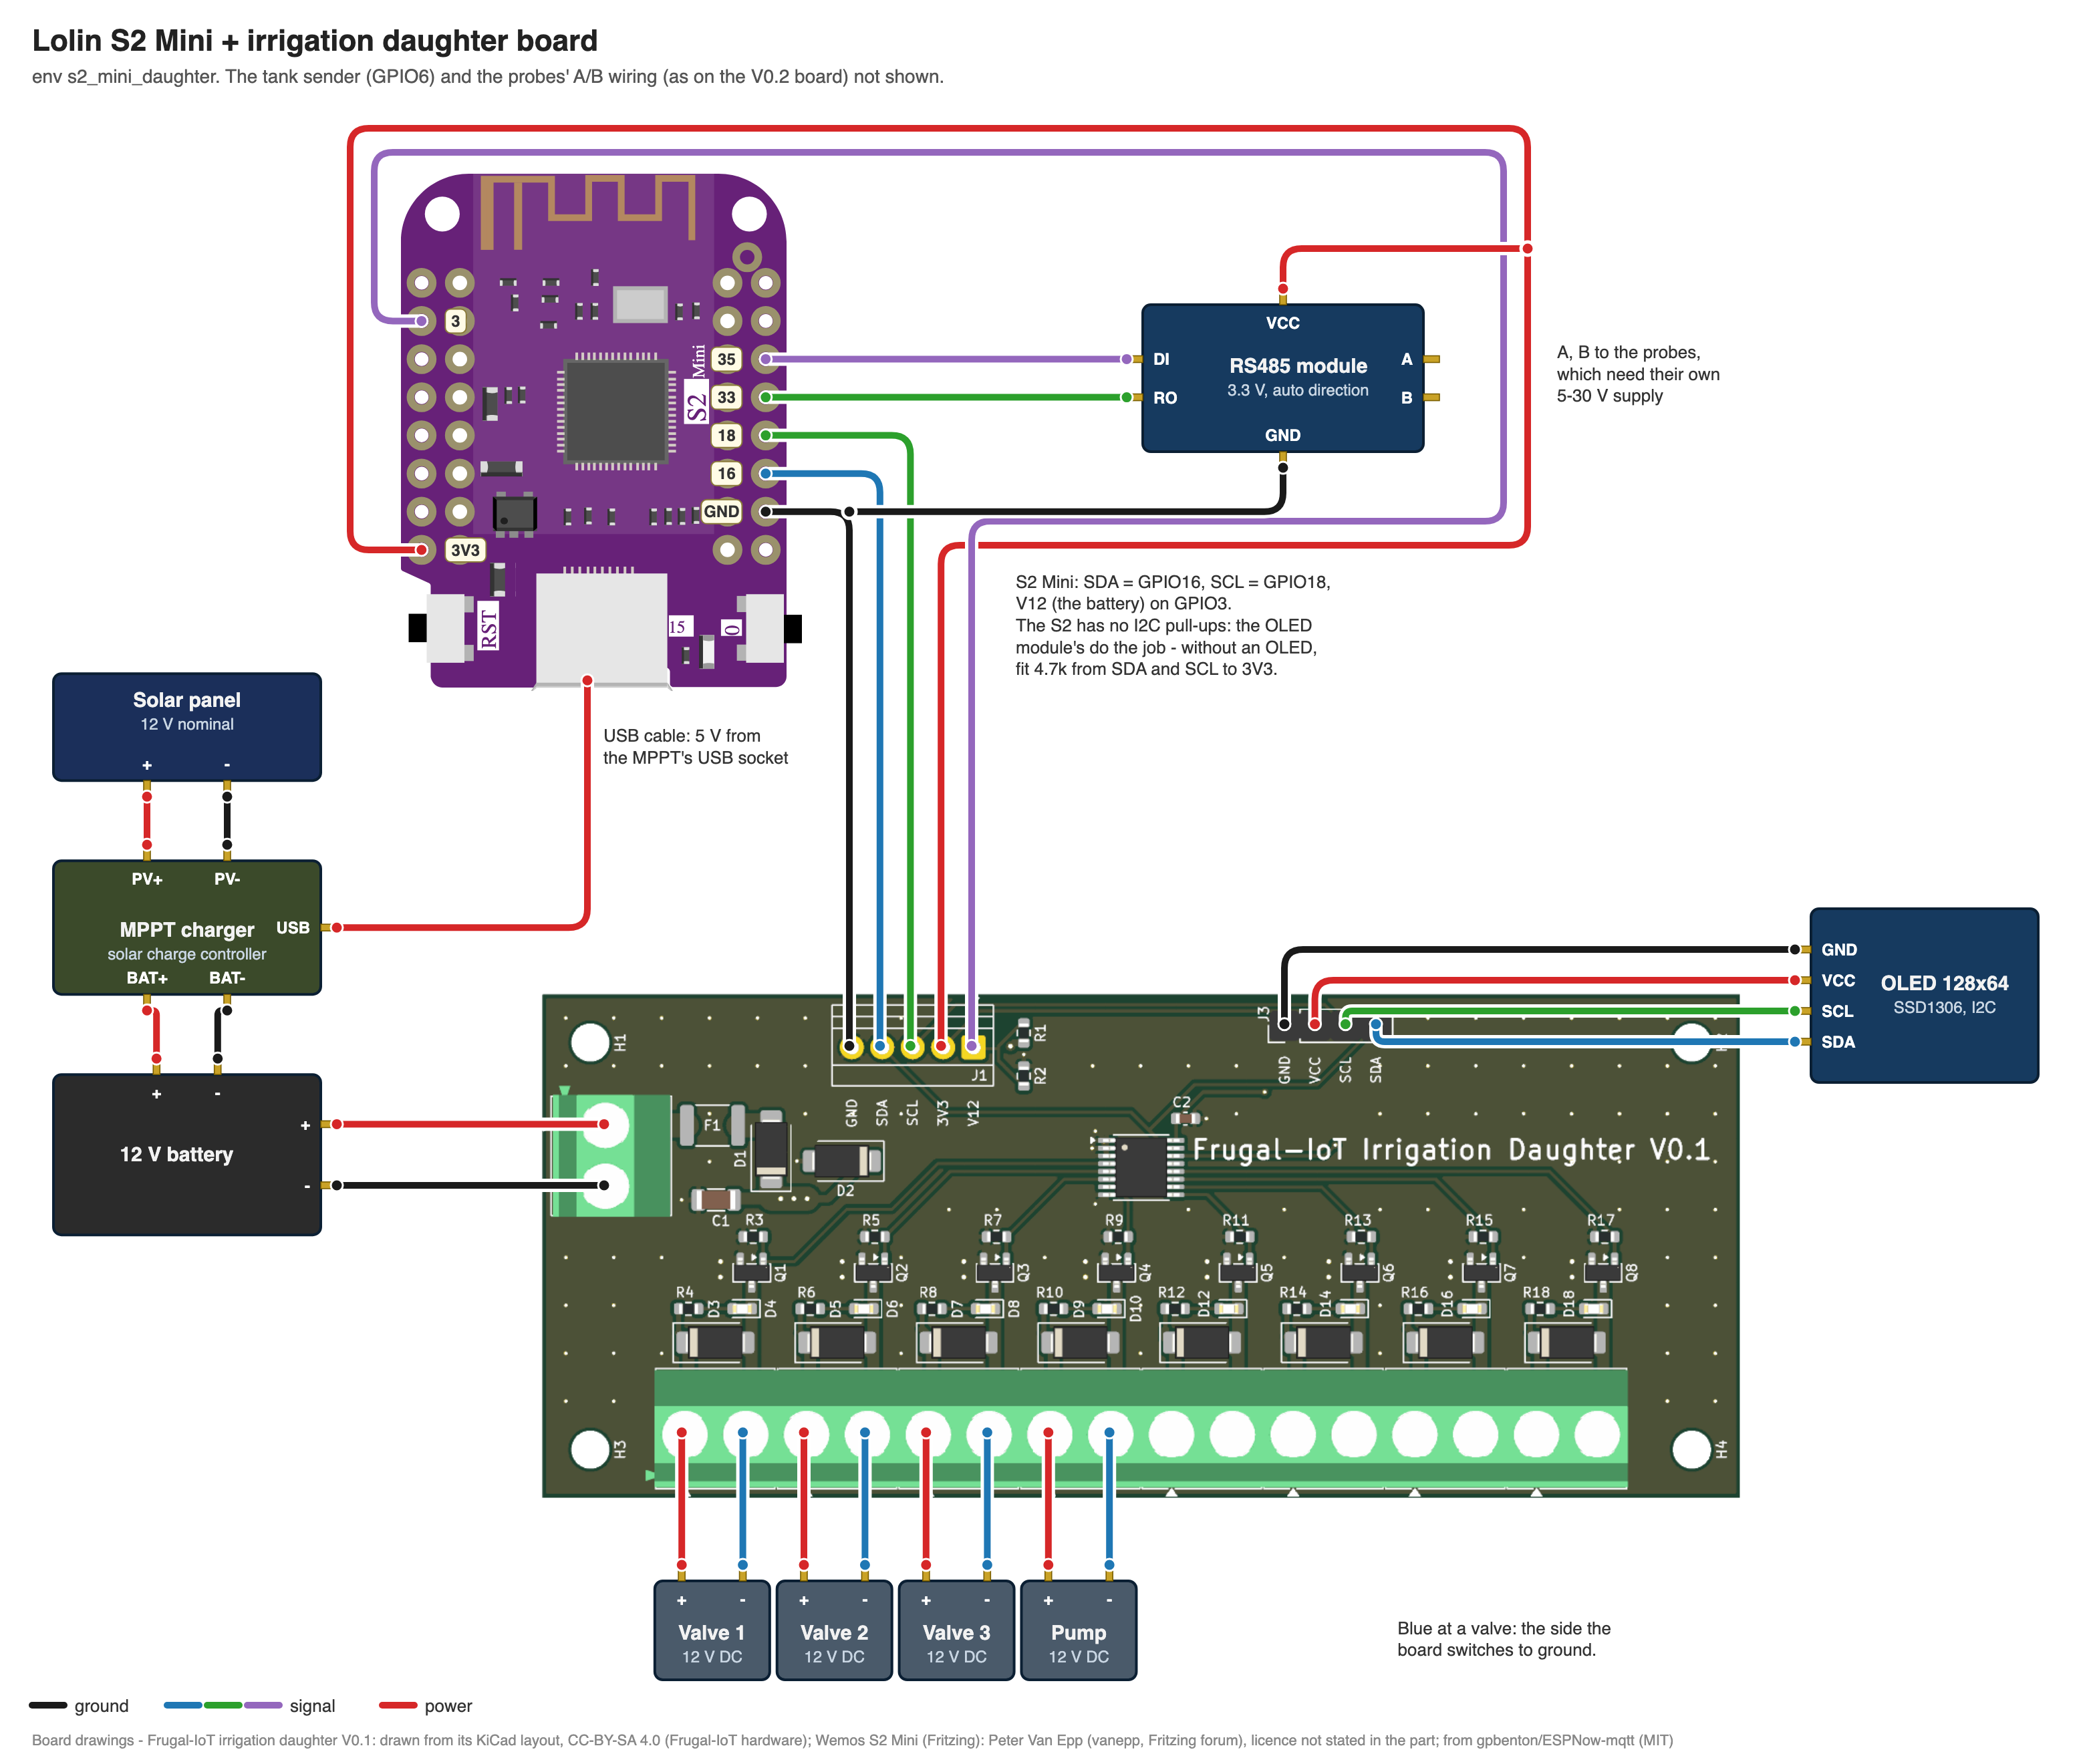 Lolin S2 Mini + irrigation daughter board
env s2_mini_daughter. The tank sender (GPIO6) and the probes' A/B wiring (as on the V0.2 board) not shown.
3
35
33
18
16
GND
3V3
Mini
S2
RST
15
0
VCC
DI
RO
RS485 module
3.3 V, auto direction
A
B
GND
A, B to the probes,
which need their own
5-30 V supply
S2 Mini: SDA = GPIO16, SCL = GPIO18,
V12 (the battery) on GPIO3.
The S2 has no I2C pull-ups: the OLED
module's do the job - without an OLED,
fit 4.7k from SDA and SCL to 3V3.
USB cable: 5 V from
the MPPT's USB socket
Solar panel
12 V nominal
+ -
PV+ PV-
MPPT charger
USB
solar charge controller
BAT+ BAT-
+ -
12 V battery
+
-
GND
VCC
SCL
SDA
OLED 128x64
SSD1306, I2C
H1
J1
R1
R2
J3
GND SDA SCL 3V3 V12
GND VCC SCL SDA
F1
D1
D2
C1
C2
Frugal-IoT Irrigation Daughter V0.1
R3 R5 R7 R9 R11 R13 R15 R17
Q1 Q2 Q3 Q4 Q5 Q6 Q7 Q8
R4 D3 D4 R6 D5 D6 R8 D7 D8 R10 D9 D10 R12 D12 R14 D14 R16 D16 R18 D18
H3
H4
+ - + - + - + -
Valve 1 Valve 2 Valve 3 Pump
12 V DC 12 V DC 12 V DC 12 V DC
Blue at a valve: the side the
board switches to ground.
ground signal power
Board drawings - Frugal-IoT irrigation daughter V0.1: drawn from its KiCad layout, CC-BY-SA 4.0 (Frugal-IoT hardware); Wemos S2 Mini (Fritzing): Peter Van Epp (vanepp, Fritzing forum), licence not stated in the part; from gpbenton/ESPNow-mqtt (MIT)